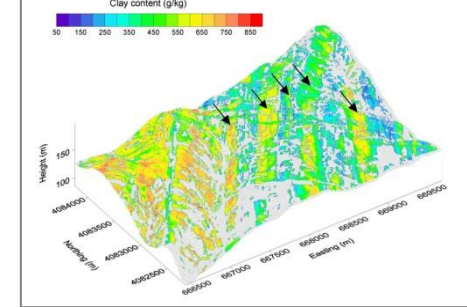 Clay content (g/kg)
50 150 250 350 450 550 650 750 850
Height (m)
150
100
4084000
4083500
4083000
4082500
Northing (m)
666500
667000
667500
668000
668500
669000
669500
Easting (m)